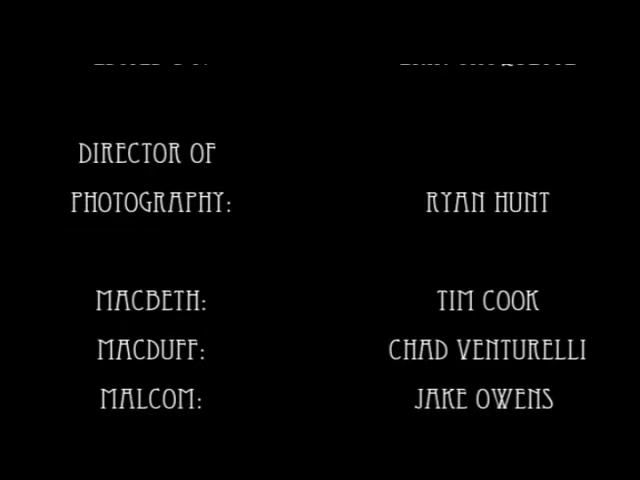 DIRECTOR OF
PHOTOGRAPHY: RYAN HUNT
MACBETH: TIM COOK
MACDUFF: CHAD VENTURELLI
MALCOM: JAKE OWENS